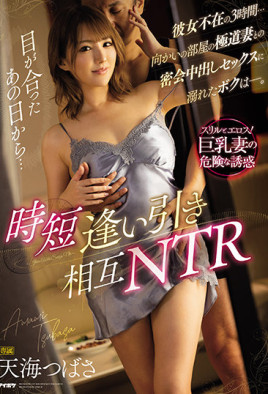 彼女不在の3時間…
向かいの部屋の極道妻との
密会中出しセックスに
溺れたボクは―。
目が合った
あの日から…
スリルとエロス!
巨乳妻の
危険な誘惑
時短逢い引き
相互NTR
Amami
Tsubasa
専属
天海つばさ